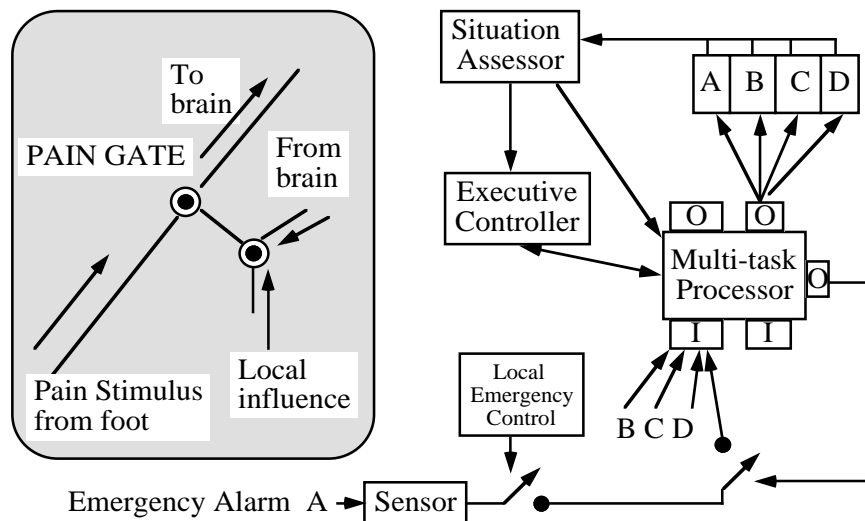 To
brain
PAIN GATE
From
brain
Pain Stimulus
from foot
Local
influence
Situation
Assessor
A B C D
Executive
Controller
O O
Multi-task
Processor
O
I I
Local
Emergency
Control
B C D
Emergency Alarm A
Sensor